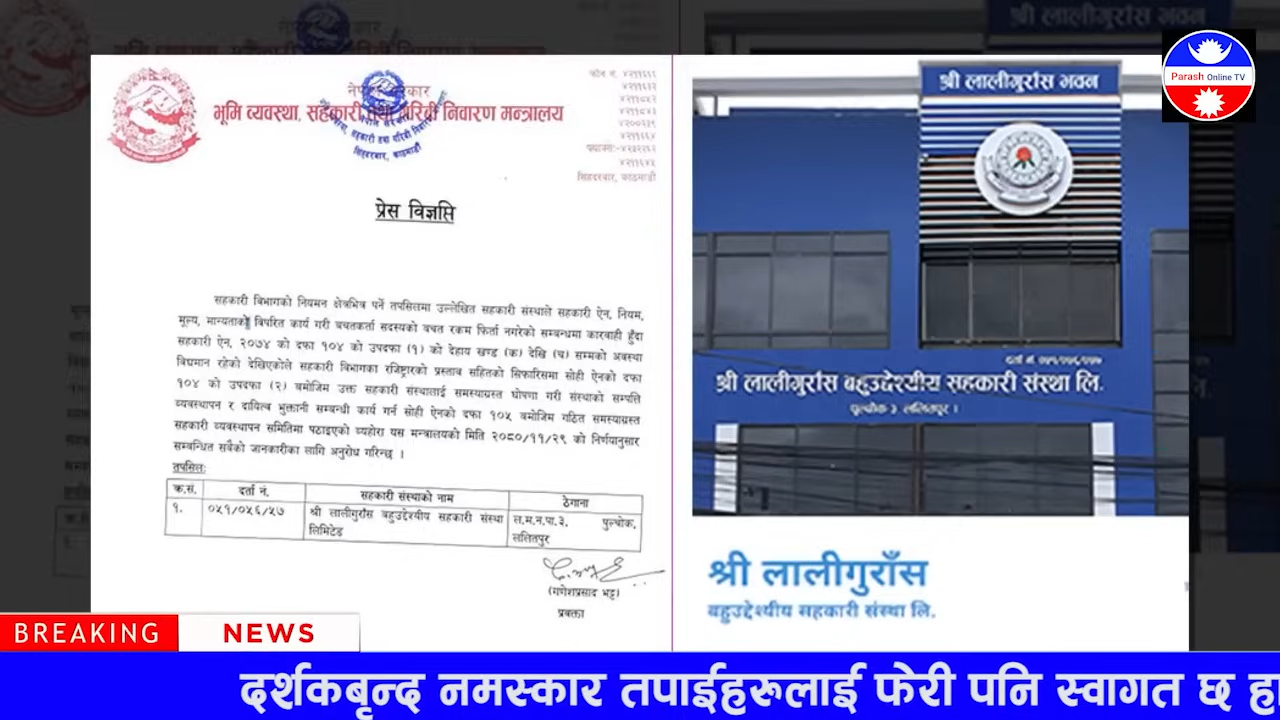 नेपाल सरकार
भूमि व्यवस्था, सहकारी तथा गरिबी निवारण मन्त्रालय
सिंहदरबार, काठमाडौं
प्रेस विज्ञप्ति
सहकारी विभागको नियमन क्षेत्रभित्र पर्ने तपसिलमा उल्लेखित सहकारी संस्थाले सहकारी ऐन, नियम,
मूल्य, मान्यताको विपरित कार्य गरी बचतकर्ता सदस्यको बचत रकम फिर्ता नगरेको सम्बन्धमा कारवाही हुँदा
सहकारी ऐन, २०७४ को दफा १०४ को उपदफा (१) को देहाय खण्ड (क) देखि (च) सम्मको अवस्था
विद्यमान रहेको देखिएकोले सहकारी विभागका रजिष्ट्रारको प्रस्ताव सहितको सिफारिसमा सोही ऐनको दफा
१०४ को उपदफा (२) बमोजिम उक्त सहकारी संस्थालाई समस्याग्रस्त घोषणा गरी संस्थाको सम्पत्ति
व्यवस्थापन र दायित्व भुक्तानी सम्बन्धी कार्य गर्न सोही ऐनको दफा १०५ बमोजिम गठित समस्याग्रस्त
सहकारी व्यवस्थापन समितिमा पठाइएको व्यहोरा यस मन्त्रालयको मिति २०८०/११/२९ को निर्णयानुसार
सम्बन्धित सबैको जानकारीका लागि अनुरोध गरिन्छ ।
तपसिल:
क्र.सं. दर्ता नं. सहकारी संस्थाको नाम ठेगाना
१. ०५१/०५६/५७ श्री लालीगुराँस बहुउद्देश्यीय सहकारी संस्था ल.म.न.पा.३, पुल्चोक,
लिमिटेड ललितपुर
(गणेशप्रसाद भट्ट)
प्रवक्ता
श्री लालीगुराँस भवन
श्री लालीगुराँस बहुउद्देश्यीय सहकारी संस्था लि.
पुल्चोक ३ ललितपुर ।
श्री लालीगुराँस
बहुउद्देश्यीय सहकारी संस्था लि.
Parash Online TV
BREAKING NEWS
दर्शकबृन्द नमस्कार तपाईहरूलाई फेरी पनि स्वागत छ हा